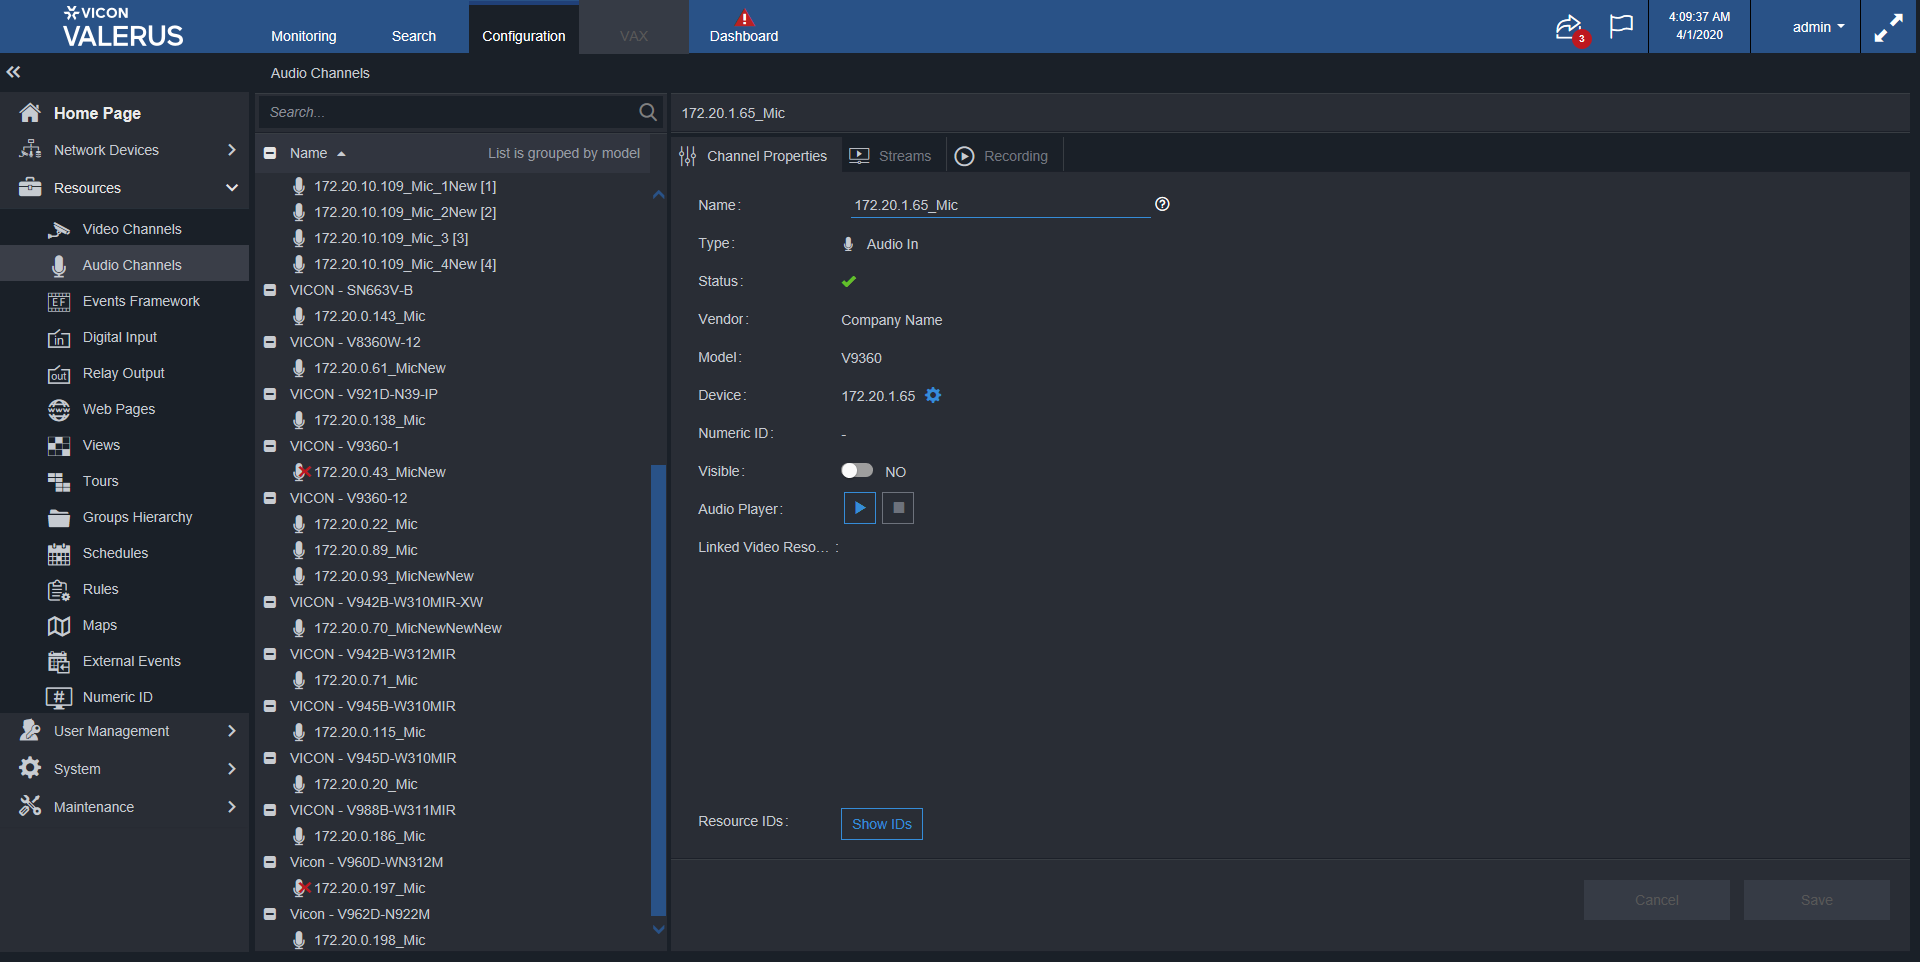 VICON
VALERUS
Monitoring
Search
Configuration
VAX
Dashboard
3
4:09:37 AM
4/1/2020
admin
Audio Channels
Home Page
Network Devices
Resources
Video Channels
Audio Channels
EF
Events Framework
in
Digital Input
out
Relay Output
www
Web Pages
Views
Tours
Groups Hierarchy
Schedules
Rules
Maps
External Events
#
Numeric ID
User Management
System
Maintenance
Search...
Name
List is grouped by model
172.20.10.109_Mic_1New [1]
172.20.10.109_Mic_2New [2]
172.20.10.109_Mic_3 [3]
172.20.10.109_Mic_4New [4]
VICON - SN663V-B
172.20.0.143_Mic
VICON - V8360W-12
172.20.0.61_MicNew
VICON - V921D-N39-IP
172.20.0.138_Mic
VICON - V9360-1
172.20.0.43_MicNew
VICON - V9360-12
172.20.0.22_Mic
172.20.0.89_Mic
172.20.0.93_MicNewNew
VICON - V942B-W310MIR-XW
172.20.0.70_MicNewNewNew
VICON - V942B-W312MIR
172.20.0.71_Mic
VICON - V945B-W310MIR
172.20.0.115_Mic
VICON - V945D-W310MIR
172.20.0.20_Mic
VICON - V988B-W311MIR
172.20.0.186_Mic
Vicon - V960D-WN312M
172.20.0.197_Mic
Vicon - V962D-N922M
172.20.0.198_Mic
172.20.1.65_Mic
Channel Properties
Streams
Recording
Name:
172.20.1.65_Mic
?
Type:
Audio In
Status:
Vendor:
Company Name
Model:
V9360
Device:
172.20.1.65
Numeric ID:
-
Visible:
NO
Audio Player:
Linked Video Reso... :
Resource IDs:
Show IDs
Cancel
Save